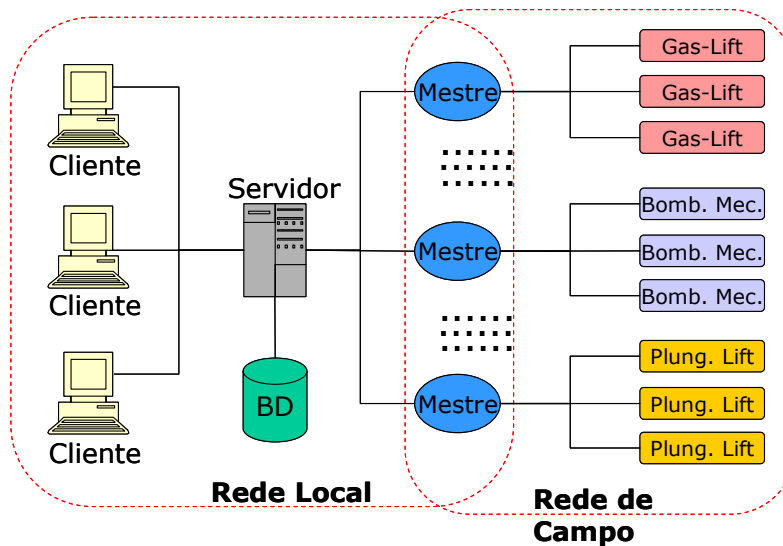 Cliente
Cliente
Cliente
Servidor
BD
Mestre
Mestre
Mestre
Gas-Lift
Gas-Lift
Gas-Lift
Bomb. Mec.
Bomb. Mec.
Bomb. Mec.
Plung. Lift
Plung. Lift
Plung. Lift
Rede Local
Rede de
Campo